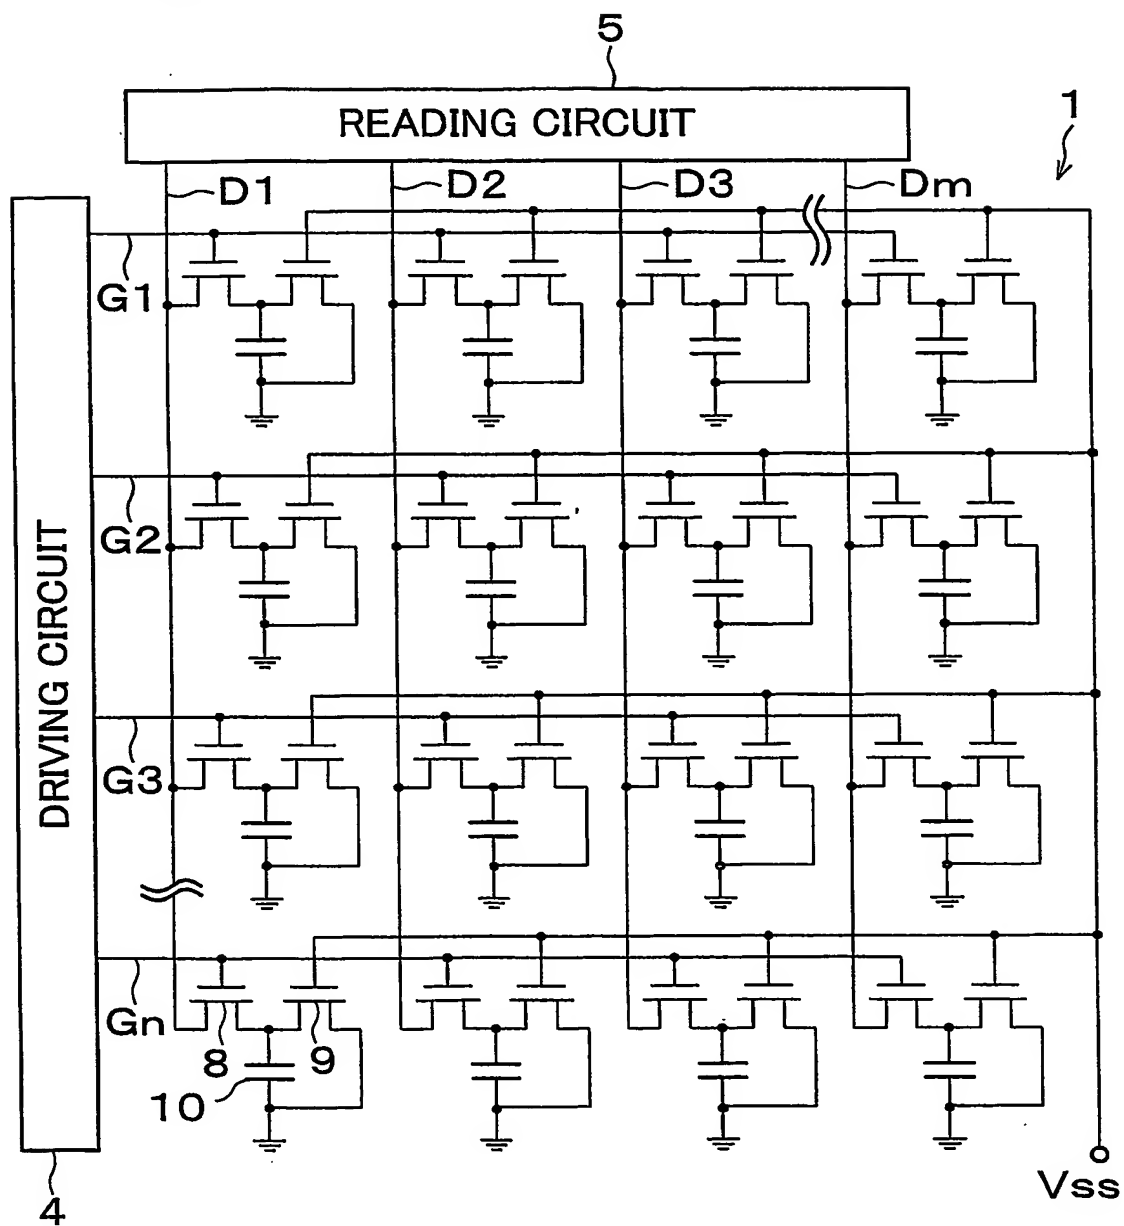 5
READING CIRCUIT
1
D1
D2
D3
Dm
G1
G2
DRIVING CIRCUIT
G3
Gn
8
9
10
Vss
4